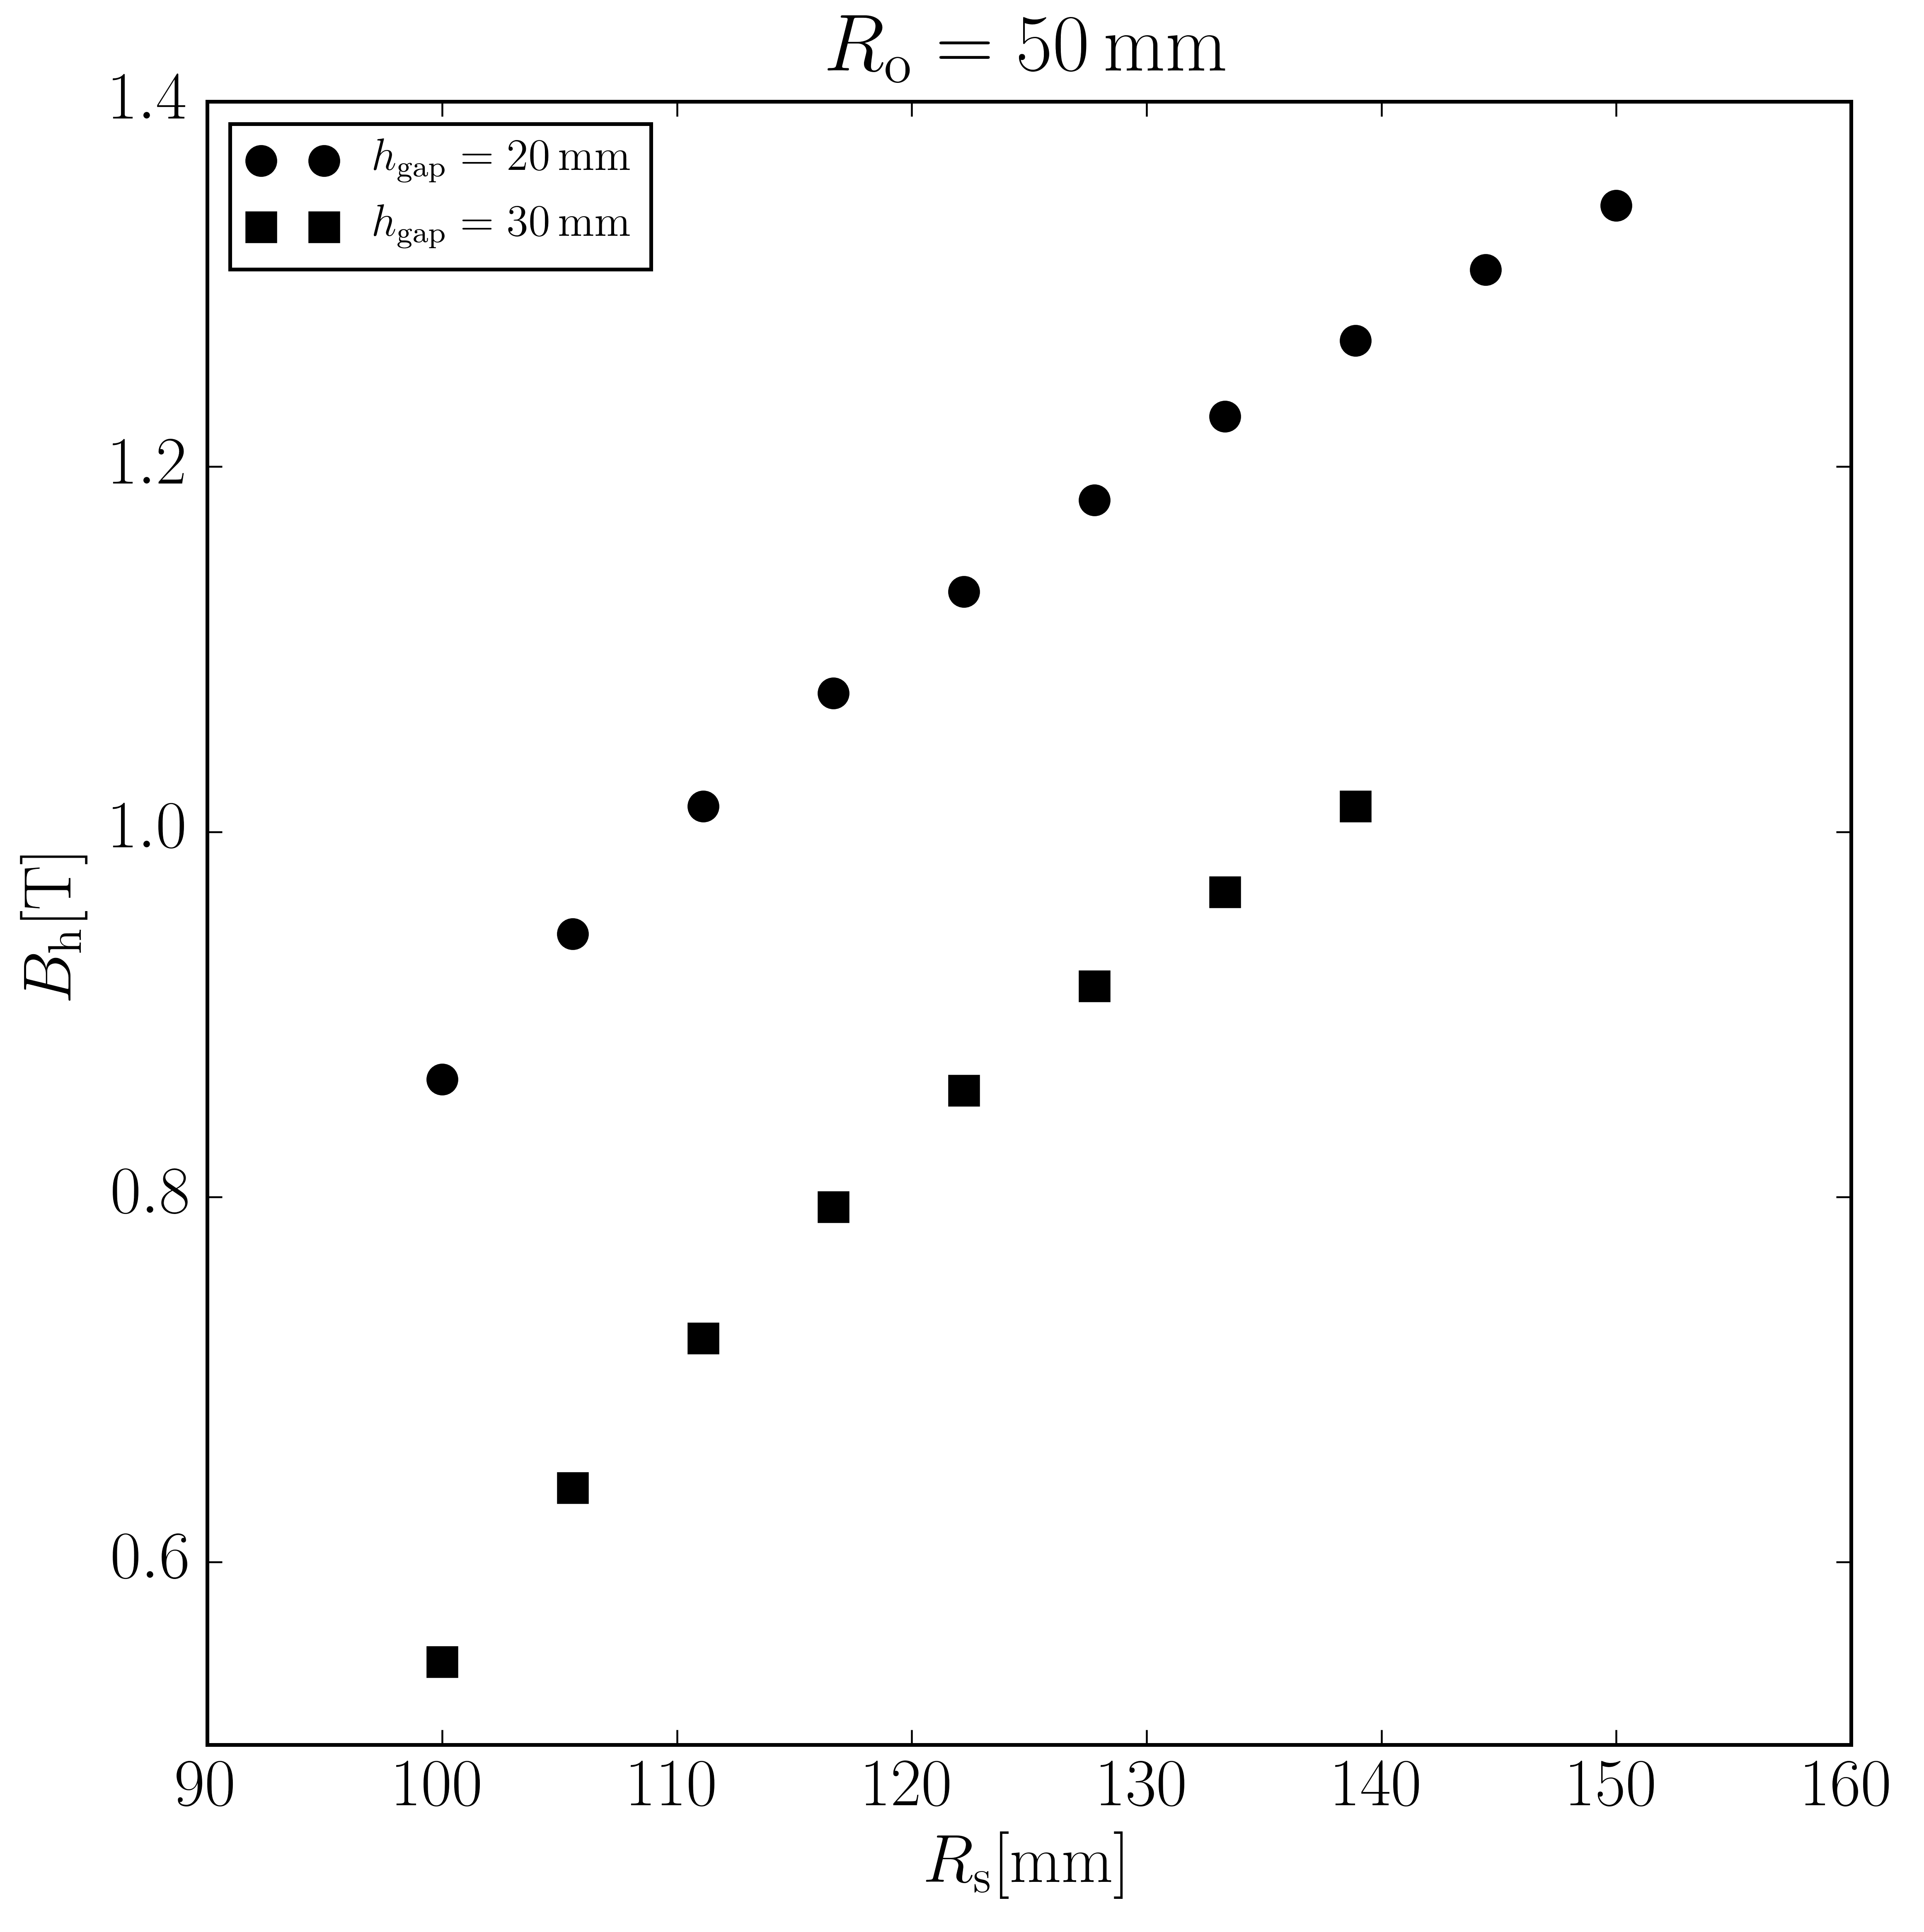 R_o = 50 mm
h_gap = 20 mm
h_gap = 30 mm
1.4
1.2
1.0
0.8
0.6
B_h[T]
90 100 110 120 130 140 150 160
R_s[mm]